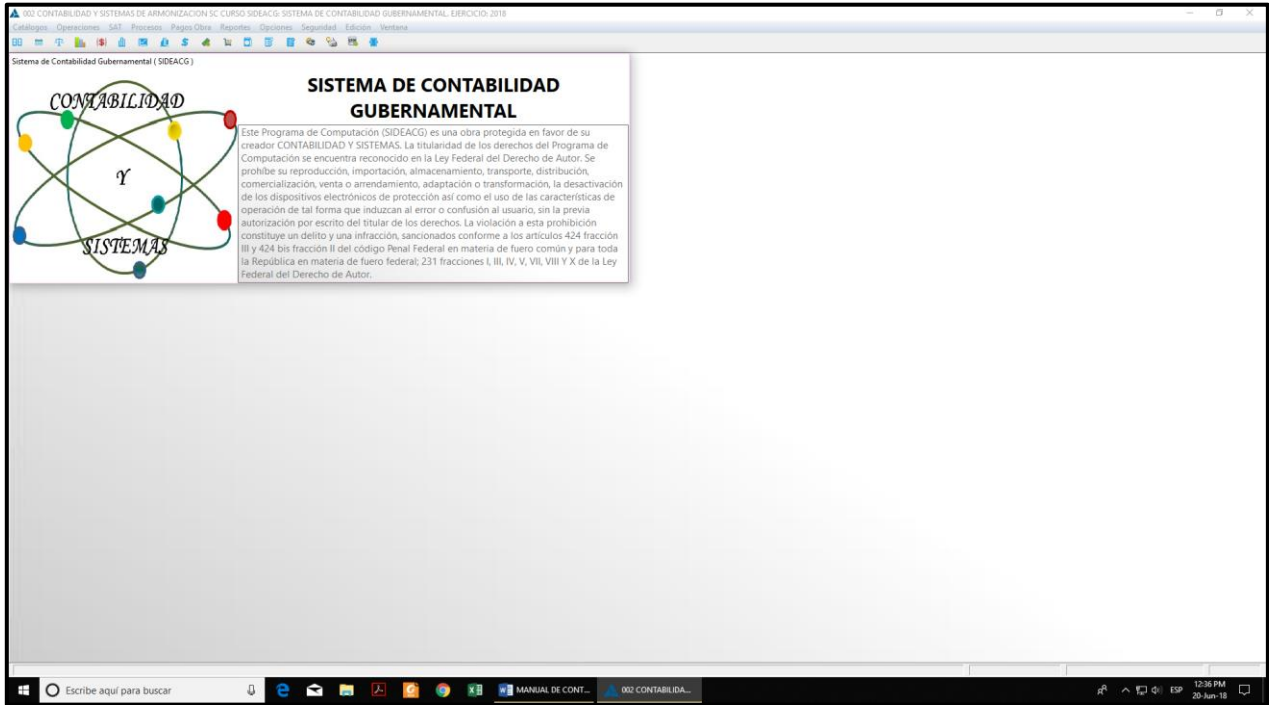 002 CONTABILIDAD Y SISTEMAS DE ARMONIZACION SC CURSO SIDEACG: SISTEMA DE CONTABILIDAD GUBERNAMENTAL. EJERCICIO: 2018
Catálogos Operaciones SAT Procesos Pagos Obra Reportes Opciones Seguridad Edición Ventana
Sistema de Contabilidad Gubernamental ( SIDEACG )
CONTABILIDAD
Y
SISTEMAS
SISTEMA DE CONTABILIDAD
GUBERNAMENTAL
Este Programa de Computación (SIDEACG) es una obra protegida en favor de su
creador CONTABILIDAD Y SISTEMAS. La titularidad de los derechos del Programa de
Computación se encuentra reconocido en la Ley Federal del Derecho de Autor. Se
prohíbe su reproducción, importación, almacenamiento, transporte, distribución,
comercialización, venta o arrendamiento, adaptación o transformación, la desactivación
de los dispositivos electrónicos de protección así como el uso de las características de
operación de tal forma que induzcan al error o confusión al usuario, sin la previa
autorización por escrito del titular de los derechos. La violación a esta prohibición
constituye un delito y una infracción, sancionados conforme a los artículos 424 fracción
III y 424 bis fracción II del código Penal Federal en materia de fuero común y para toda
la República en materia de fuero federal; 231 fracciones I, III, IV, V, VII, VIII Y X de la Ley
Federal del Derecho de Autor.
Escribe aquí para buscar
MANUAL DE CONT...
002 CONTABILIDA...
ESP
12:36 PM
20-Jun-18